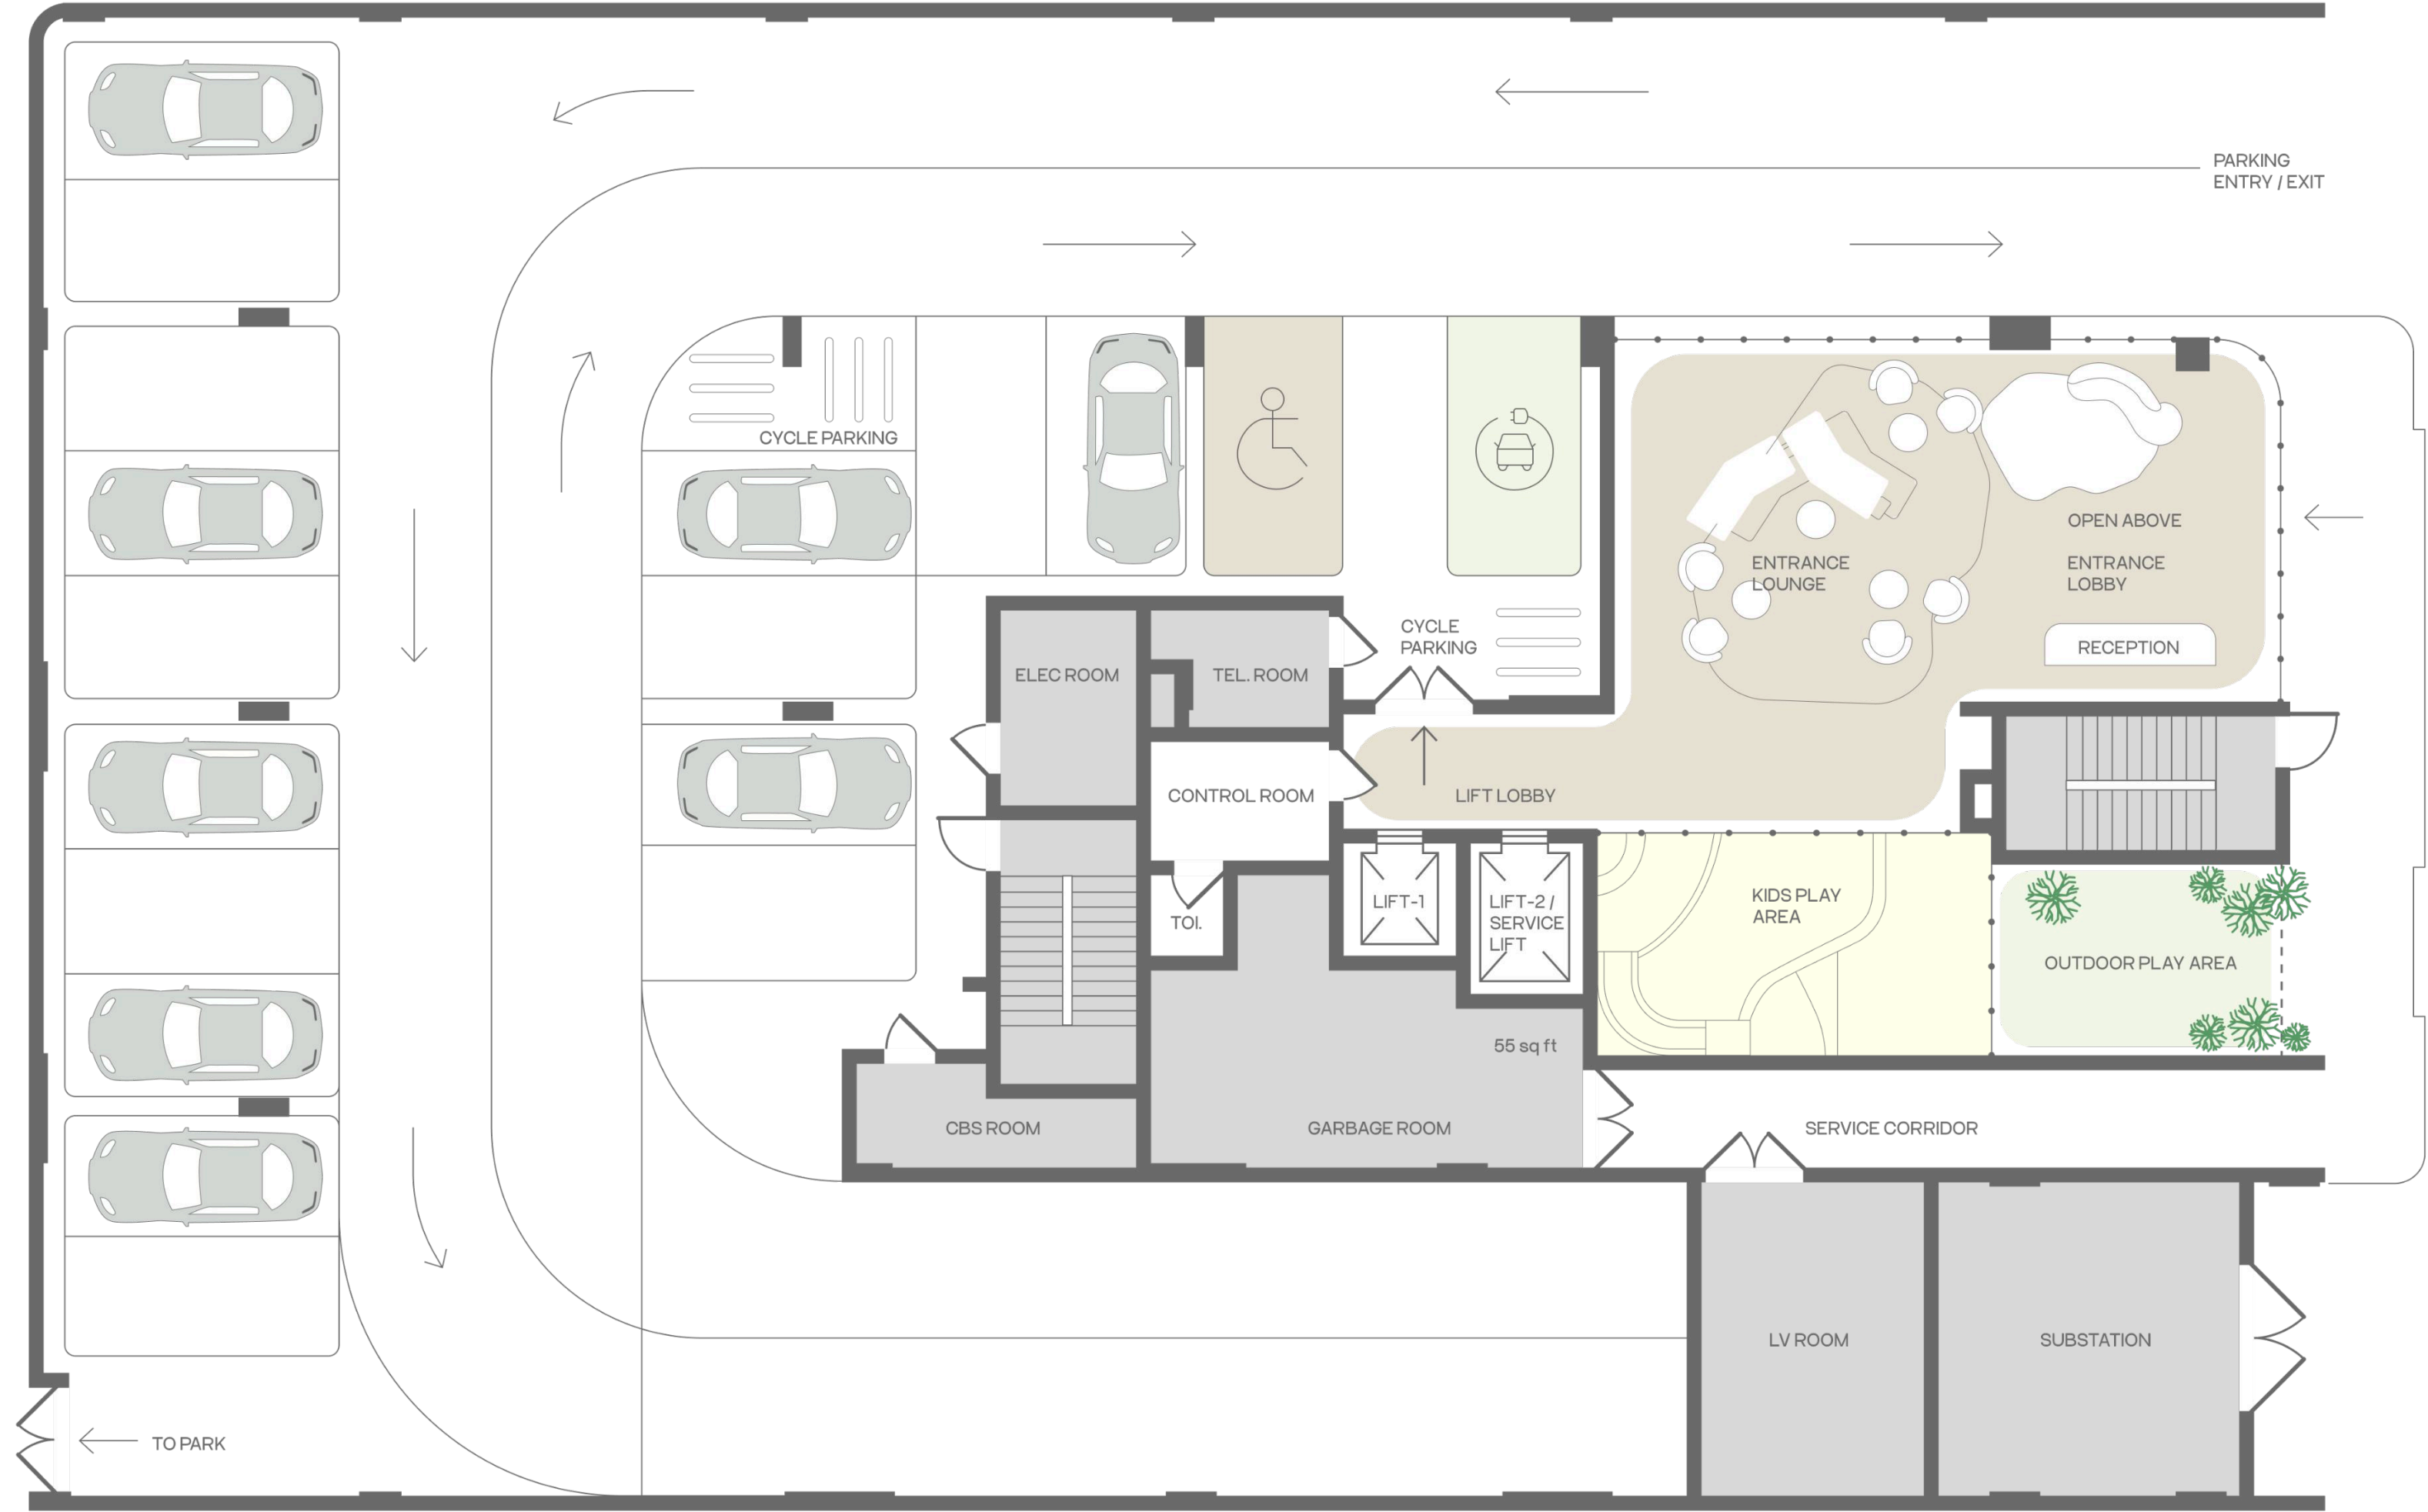 PARKING
ENTRY / EXIT
CYCLE PARKING
OPEN ABOVE
ENTRANCE
LOUNGE
ENTRANCE
LOBBY
CYCLE
PARKING
RECEPTION
ELEC ROOM
TEL. ROOM
CONTROL ROOM
LIFT LOBBY
TOI.
LIFT-1
LIFT-2 /
SERVICE
LIFT
KIDS PLAY
AREA
OUTDOOR PLAY AREA
55 sq ft
CBS ROOM
GARBAGE ROOM
SERVICE CORRIDOR
LV ROOM
SUBSTATION
TO PARK